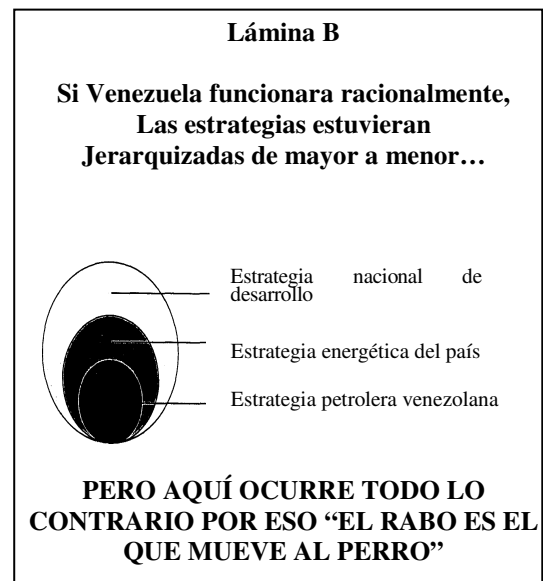 Lámina B
Si Venezuela funcionara racionalmente,
Las estrategias estuvieran
Jerarquizadas de mayor a menor…
Estrategia nacional de
desarrollo
Estrategia energética del país
Estrategia petrolera venezolana
PERO AQUÍ OCURRE TODO LO
CONTRARIO POR ESO “EL RABO ES EL
QUE MUEVE AL PERRO”